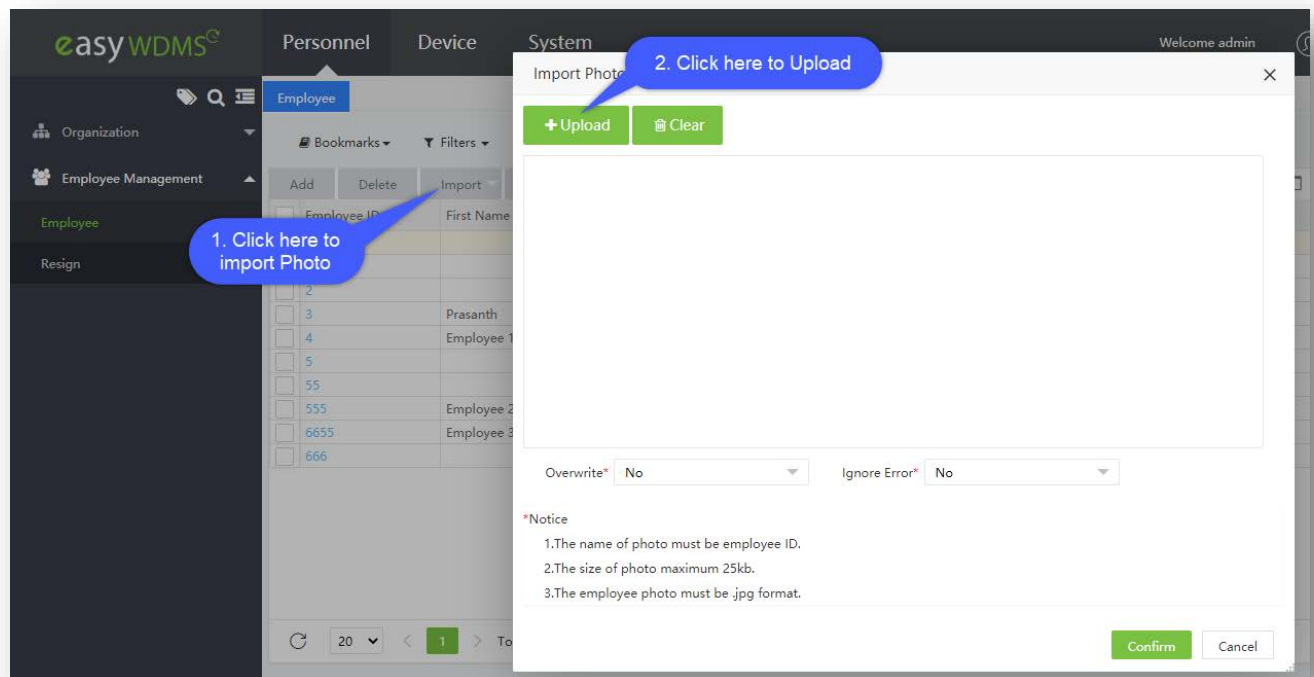 easy WDMS
Personnel
Device
System
Welcome admin
Import Photo
2. Click here to Upload
Employee
+Upload
Clear
Organization
Bookmarks
Filters
Employee Management
Add
Delete
Import
Employee ID
First Name
Employee
1. Click here to
import Photo
Resign
2
3
Prasanth
4
Employee 1
5
55
555
Employee 2
6655
Employee 3
666
Overwrite*
No
Ignore Error*
No
*Notice
1.The name of photo must be employee ID.
2.The size of photo maximum 25kb.
3.The employee photo must be .jpg format.
20
<
1
>
To
Confirm
Cancel